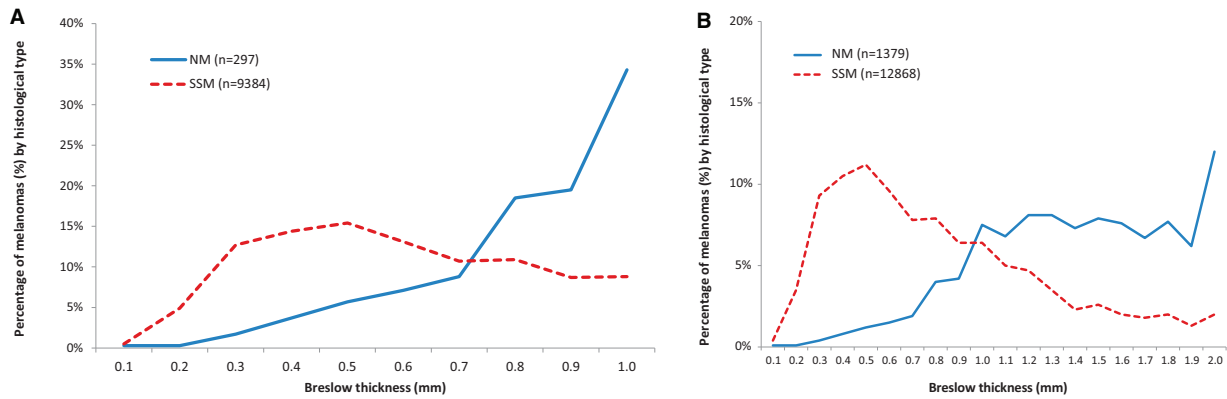 A
Percentage of melanomas (%) by histological type
40%
35%
30%
25%
20%
15%
10%
5%
0%
NM (n=297)
SSM (n=9384)
0.1 0.2 0.3 0.4 0.5 0.6 0.7 0.8 0.9 1.0
Breslow thickness (mm)
B
Percentage of melanomas (%) by histological type
20%
15%
10%
5%
0%
NM (n=1379)
SSM (n=12868)
0.1 0.2 0.3 0.4 0.5 0.6 0.7 0.8 0.9 1.0 1.1 1.2 1.3 1.4 1.5 1.6 1.7 1.8 1.9 2.0
Breslow thickness (mm)